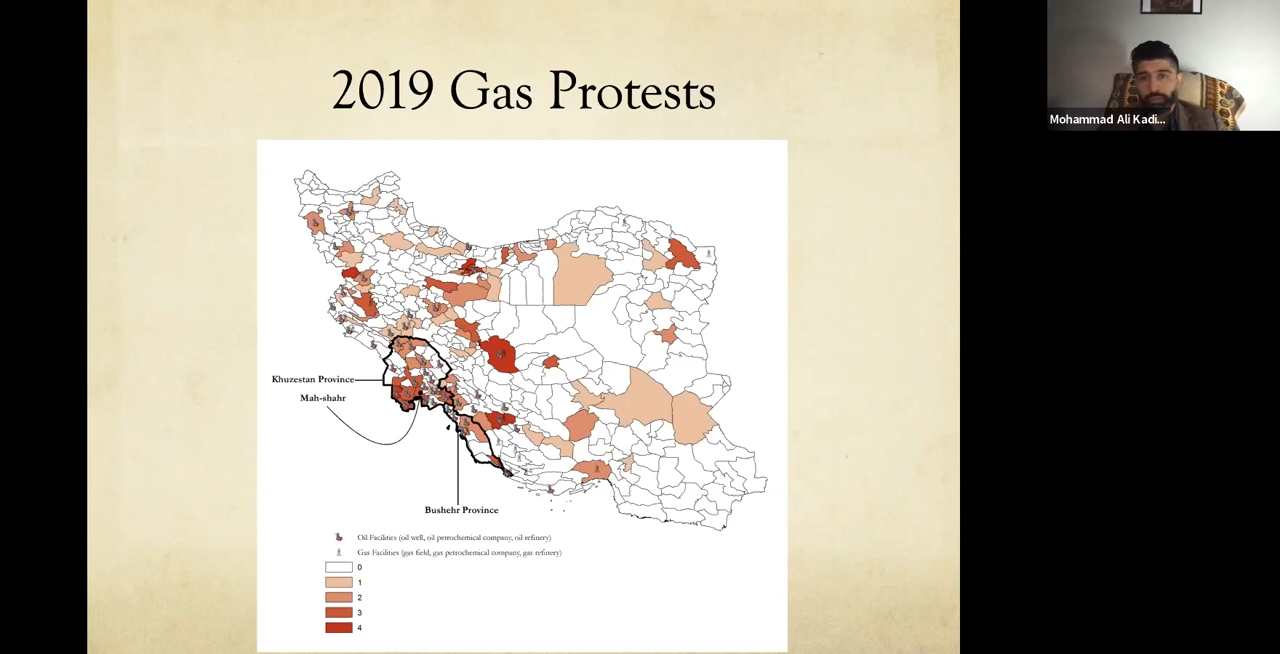 2019 Gas Protests
Mohammad Ali Kadi...
Khuzestan Province
Mah-shahr
Bushehr Province
Oil Facilities (oil well, oil petrochemical company, oil refinery)
Gas Facilities (gas field, gas petrochemical company, gas refinery)
0
1
2
3
4